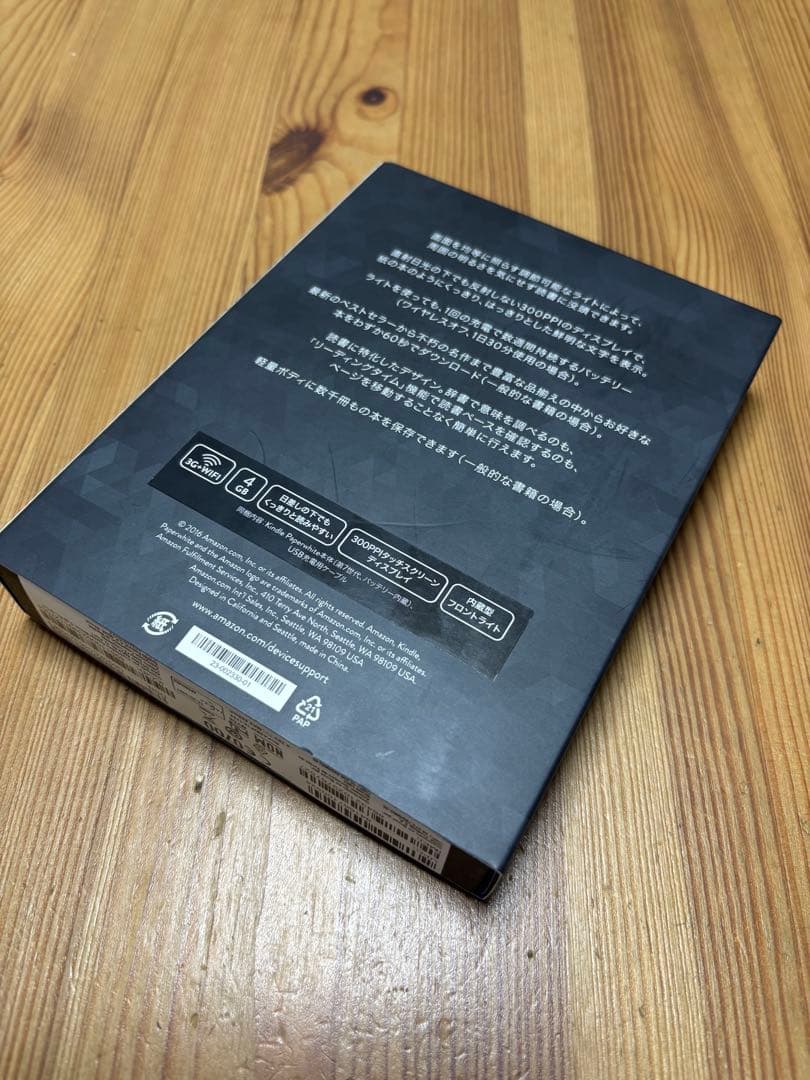 画面を均等に照らす調節可能なライトによって、
周囲の明るさを気にせず読書に没頭できます。
直射日光の下でも反射しない300PPIのディスプレイで、
紙の本のようにくっきり、はっきりとした鮮明な文字を表示。
ライトを使っても、1回の充電で数週間持続するバッテリー
(ワイヤレスオフ、1日30分使用の場合)。
最新のベストセラーから不朽の名作まで豊富な品揃えの中からお好きな
本をわずか60秒でダウンロード(一般的な書籍の場合)。
読書に特化したデザイン。辞書で意味を調べるのも、
「リーディングタイム」機能で読書ペースを確認するのも、
ページを移動することなく簡単に行えます。
軽量ボディに数千冊もの本を保存できます(一般的な書籍の場合)。
3G+WIFI
4
GB
日差しの下でも
くっきりと読みやすい
300PPIタッチスクリーン
ディスプレイ
内蔵型
フロントライト
同梱内容: Kindle Paperwhite本体(第7世代、バッテリー内蔵)、
USB充電用ケーブル
© 2016 Amazon.com, Inc. or its affiliates. All rights reserved. Amazon, Kindle,
Paperwhite and the Amazon logo are trademarks of Amazon.com, Inc. or its affiliates.
Amazon Fulfillment Services, Inc., 410 Terry Ave North, Seattle, WA 98109 USA.
Amazon.com Int'l Sales, Inc., Seattle, WA 98109 USA
Designed in California and Seattle, made in China.
www.amazon.com/devicesupport
紙
23-002330-01
21
PAP